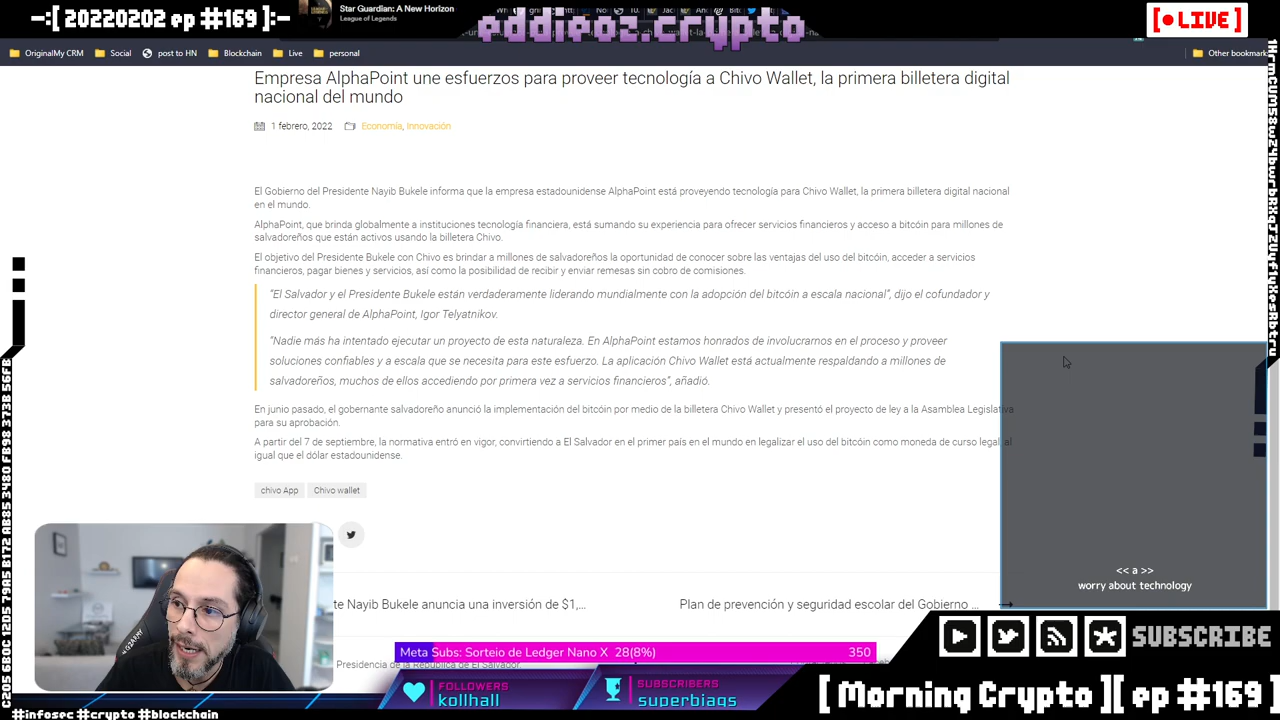 -:[ 20220202 ep #169 ]:-
Star Guardian: A New Horizon
League of Legends
eddieoz.crypto
[ LIVE ]
OriginalMy CRM
Social
How to HN
Blockchain
Live
personal
Other bookmark
Empresa AlphaPoint une esfuerzos para proveer tecnología a Chivo Wallet, la primera billetera digital
nacional del mundo
1 febrero, 2022
Economía, Innovación
El Gobierno del Presidente Nayib Bukele informa que la empresa estadounidense AlphaPoint está proveyendo tecnología para Chivo Wallet, la primera billetera digital nacional
en el mundo.
AlphaPoint, que brinda globalmente a instituciones tecnología financiera, está sumando su experiencia para ofrecer servicios financieros y acceso a bitcóin para millones de
salvadoreños que están activos usando la billetera Chivo.
El objetivo del Presidente Bukele con Chivo es brindar a millones de salvadoreños la oportunidad de conocer sobre las ventajas del uso del bitcóin, acceder a servicios
financieros, pagar bienes y servicios, así como la posibilidad de recibir y enviar remesas sin cobro de comisiones.
“El Salvador y el Presidente Bukele están verdaderamente liderando mundialmente con la adopción del bitcóin a escala nacional”, dijo el cofundador y
director general de AlphaPoint, Igor Telyatnikov.
“Nadie más ha intentado ejecutar un proyecto de esta naturaleza. En AlphaPoint estamos honrados de involucrarnos en el proceso y proveer
soluciones confiables y a escala que se necesita para este esfuerzo. La aplicación Chivo Wallet está actualmente respaldando a millones de
salvadoreños, muchos de ellos accediendo por primera vez a servicios financieros”, añadió.
En junio pasado, el gobernante salvadoreño anunció la implementación del bitcóin por medio de la billetera Chivo Wallet y presentó el proyecto de ley a la Asamblea Legislativa
para su aprobación.
A partir del 7 de septiembre, la normativa entró en vigor, convirtiendo a El Salvador en el primer país en el mundo en legalizar el uso del bitcóin como moneda de curso legal, al
igual que el dólar estadounidense.
chivo App
Chivo wallet
<< a >>
worry about technology
te Nayib Bukele anuncia una inversión de $1,...
Plan de prevención y seguridad escolar del Gobierno ...
SUBSCRIBE
Meta Subs: Sorteio de Ledger Nano X 28(8%)
350
Presidencia de la República de El Salvador
FOLLOWERS
kollhall
SUBSCRIBERS
superbiaqs
[ Morning Crypto ][ ep #169 ]
#infosec #crypto #blockchain